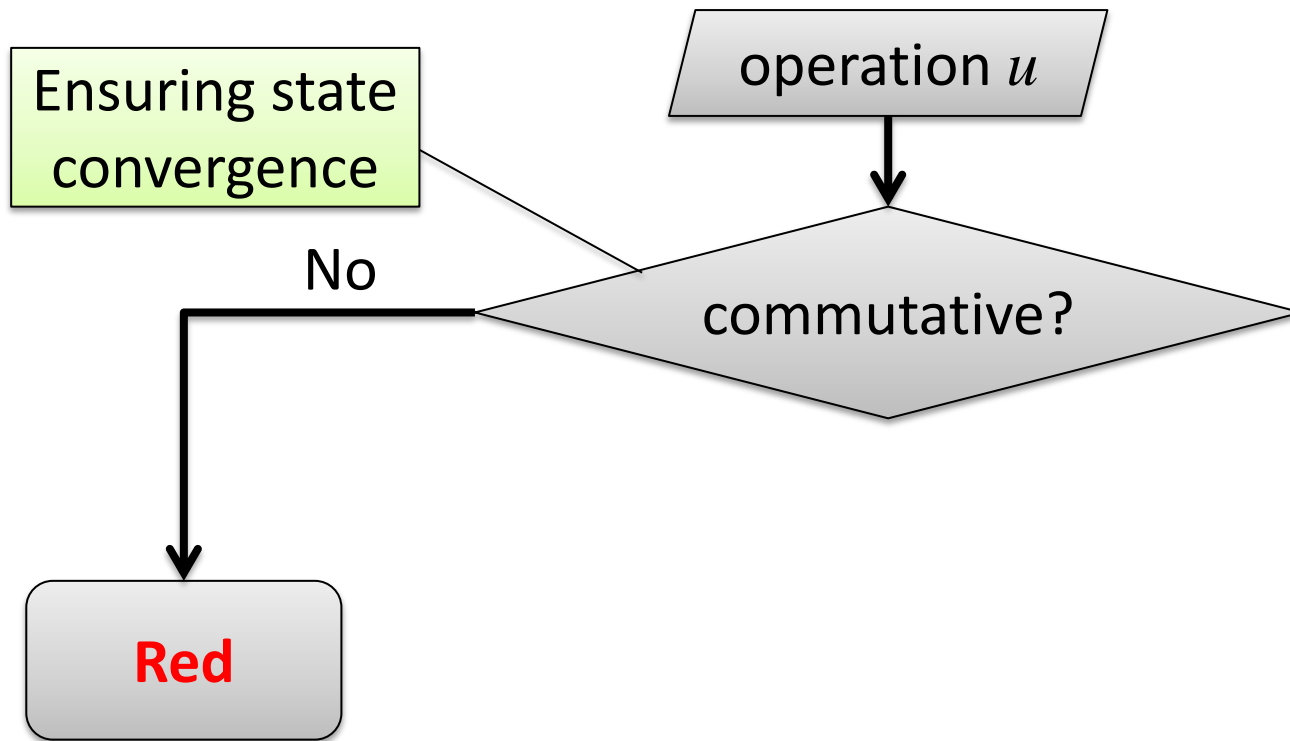 operation u
Ensuring state
convergence
No
commutative?
Red